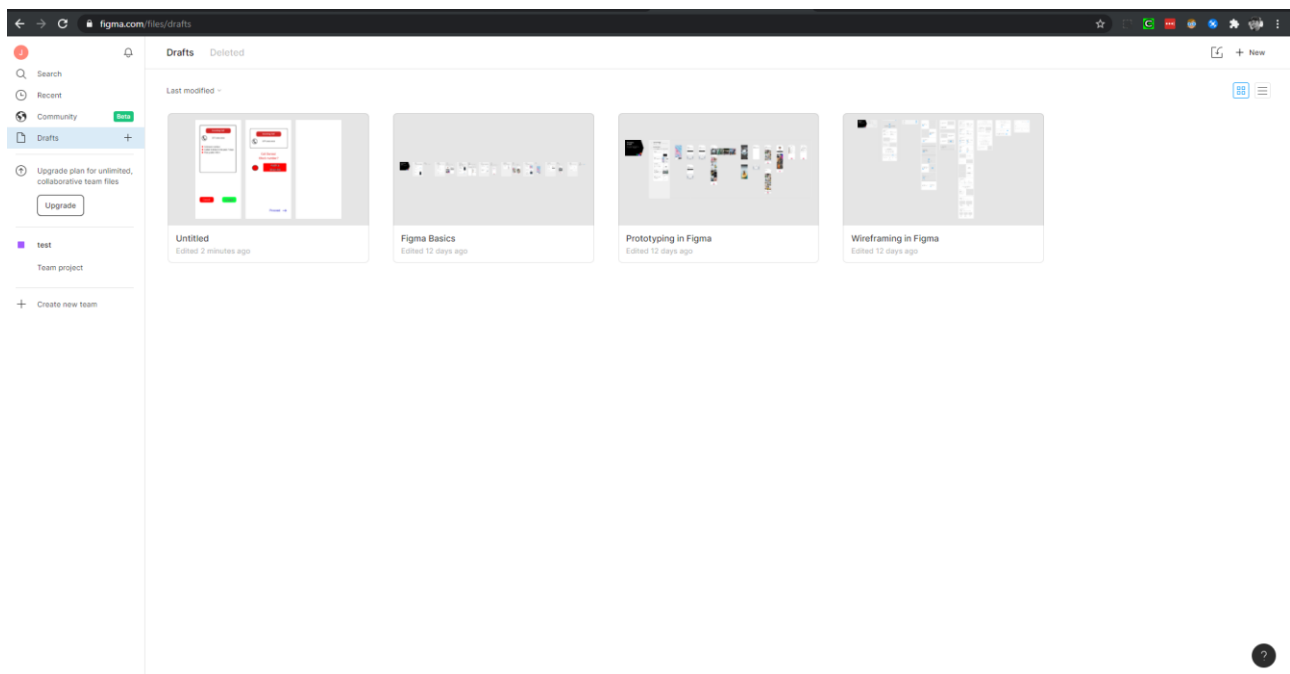 figma.com/files/drafts
J
Search
Recent
Community Beta
Drafts
Upgrade plan for unlimited,
collaborative team files
Upgrade
test
Team project
Create new team
Drafts Deleted
New
Last modified
Untitled
Edited 2 minutes ago
Figma Basics
Edited 12 days ago
Prototyping in Figma
Edited 12 days ago
Wireframing in Figma
Edited 12 days ago
?